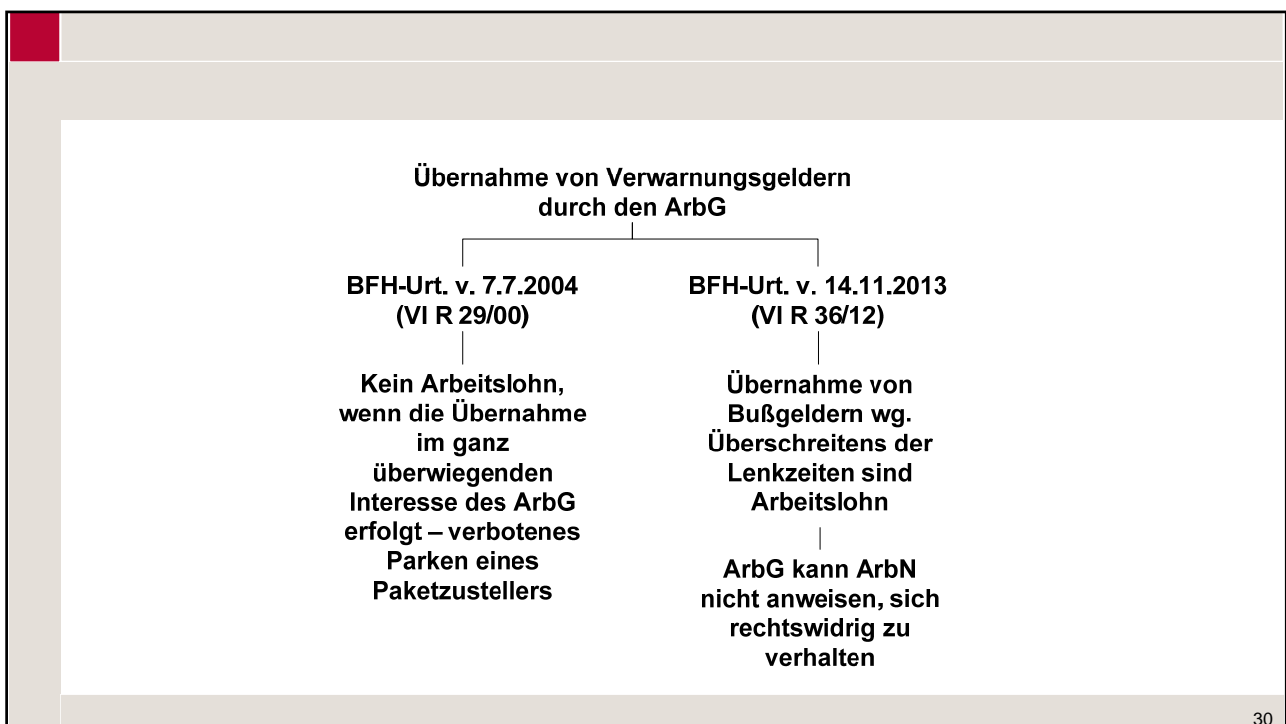 Übernahme von Verwarnungsgeldern
durch den ArbG
BFH-Urt. v. 7.7.2004
(VI R 29/00)
Kein Arbeitslohn,
wenn die Übernahme
im ganz
überwiegenden
Interesse des ArbG
erfolgt – verbotenes
Parken eines
Paketzustellers
BFH-Urt. v. 14.11.2013
(VI R 36/12)
Übernahme von
Bußgeldern wg.
Überschreitens der
Lenkzeiten sind
Arbeitslohn
ArbG kann ArbN
nicht anweisen, sich
rechtswidrig zu
verhalten
30